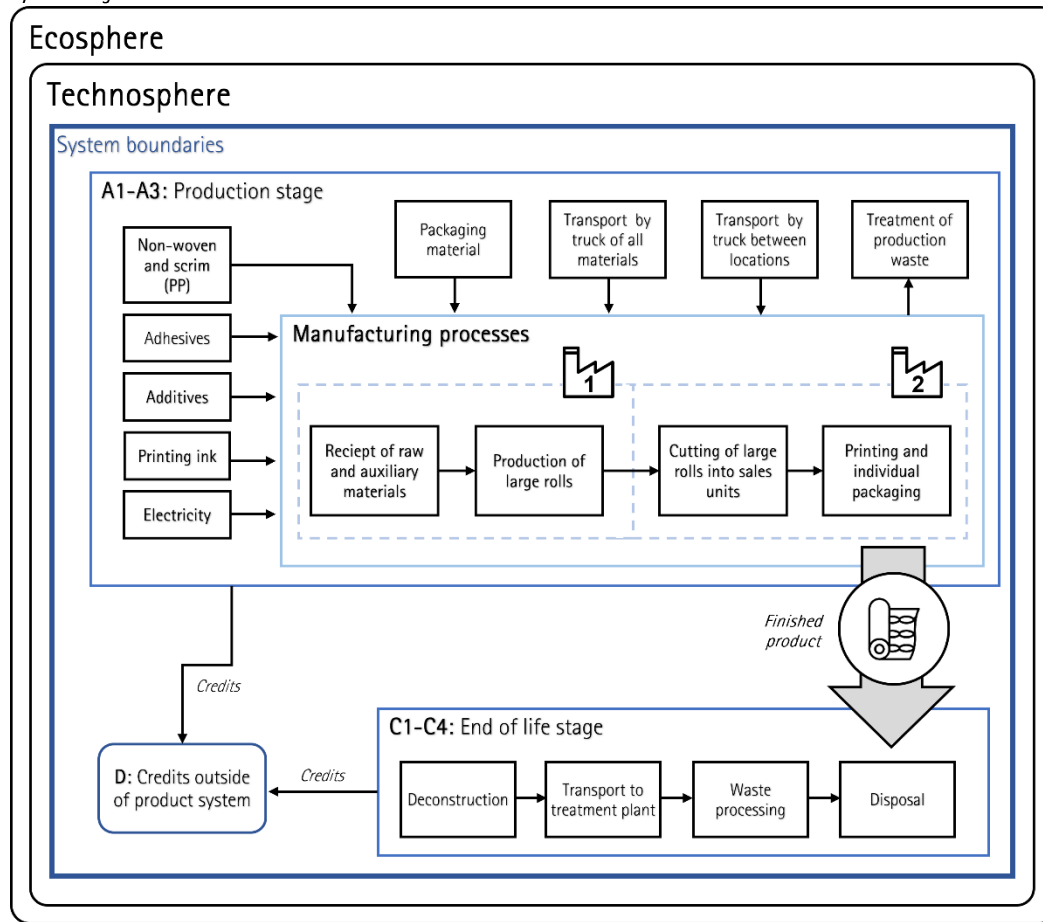 Ecosphere
Technosphere
System boundaries
A1-A3: Production stage
Non-woven
and scrim
(PP)
Packaging
material
Transport by
truck of all
materials
Transport by
truck between
locations
Treatment of
production
waste
Adhesives
Additives
Printing ink
Electricity
Manufacturing processes
1
2
Reciept of raw
and auxiliary
materials
Production of
large rolls
Cutting of large
rolls into sales
units
Printing and
individual
packaging
Finished
product
Credits
C1-C4: End of life stage
D: Credits outside
of product system
Credits
Deconstruction
Transport to
treatment plant
Waste
processing
Disposal